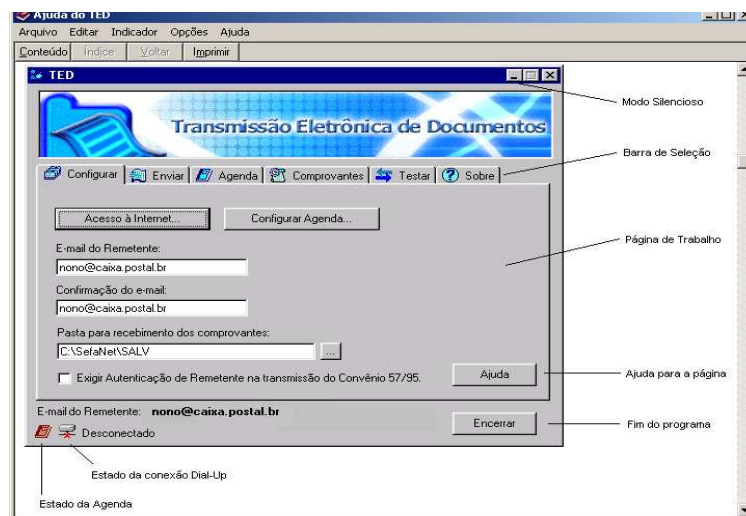 Ajuda do TED
Arquivo Editar Indicador Opções Ajuda
Conteúdo Índice Voltar Imprimir
TED
Modo Silencioso
Transmissão Eletrônica de Documentos
Barra de Seleção
Configurar Enviar Agenda Comprovantes Testar Sobre
Acesso à Internet... Configurar Agenda...
Página de Trabalho
E-mail do Remetente:
nono@caixa.postal.br
Confirmação do e-mail:
nono@caixa.postal.br
Pasta para recebimento dos comprovantes:
C:\SefaNet\SALV ...
Exigir Autenticação de Remetente na transmissão do Convênio 57/95.
Ajuda
Ajuda para a página
E-mail do Remetente: nono@caixa.postal.br
Encerrar
Fim do programa
Desconectado
Estado da conexão Dial-Up
Estado da Agenda